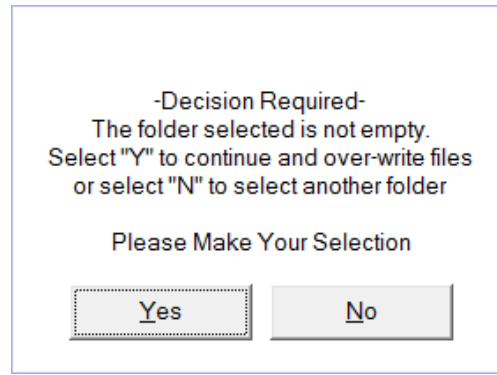 -Decision Required-
The folder selected is not empty.
Select "Y" to continue and over-write files
or select "N" to select another folder
Please Make Your Selection
Yes
No